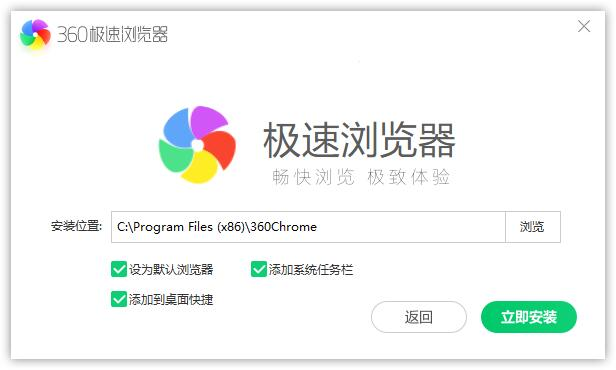 360极速浏览器
极速浏览器
畅快浏览 极致体验
安装位置: C:\Program Files (x86)\360Chrome 浏览
设为默认浏览器 添加系统任务栏
添加到桌面快捷
返回 立即安装